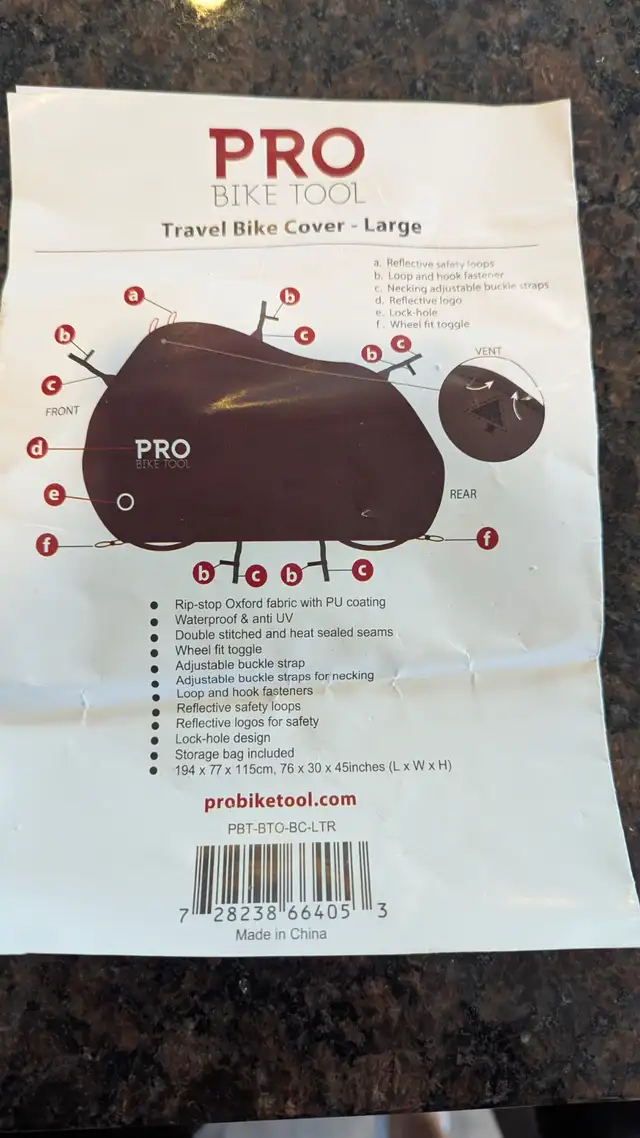 PRO
BIKE TOOL
Travel Bike Cover - Large
a. Reflective safety loops
b. Loop and hook fastener
c. Necking adjustable buckle straps
d. Reflective logo
e. Lock-hole
f. Wheel fit toggle
a
b
c
b
c
b
c
VENT
FRONT
d
PRO
BIKE TOOL
e
REAR
f
f
b
c
b
c
Rip-stop Oxford fabric with PU coating
Waterproof & anti UV
Double stitched and heat sealed seams
Wheel fit toggle
Adjustable buckle strap
Adjustable buckle straps for necking
Loop and hook fasteners
Reflective safety loops
Reflective logos for safety
Lock-hole design
Storage bag included
194 x 77 x 115cm, 76 x 30 x 45inches (L x W x H)
probiketool.com
PBT-BTO-BC-LTR
7 28238 66405 3
Made in China